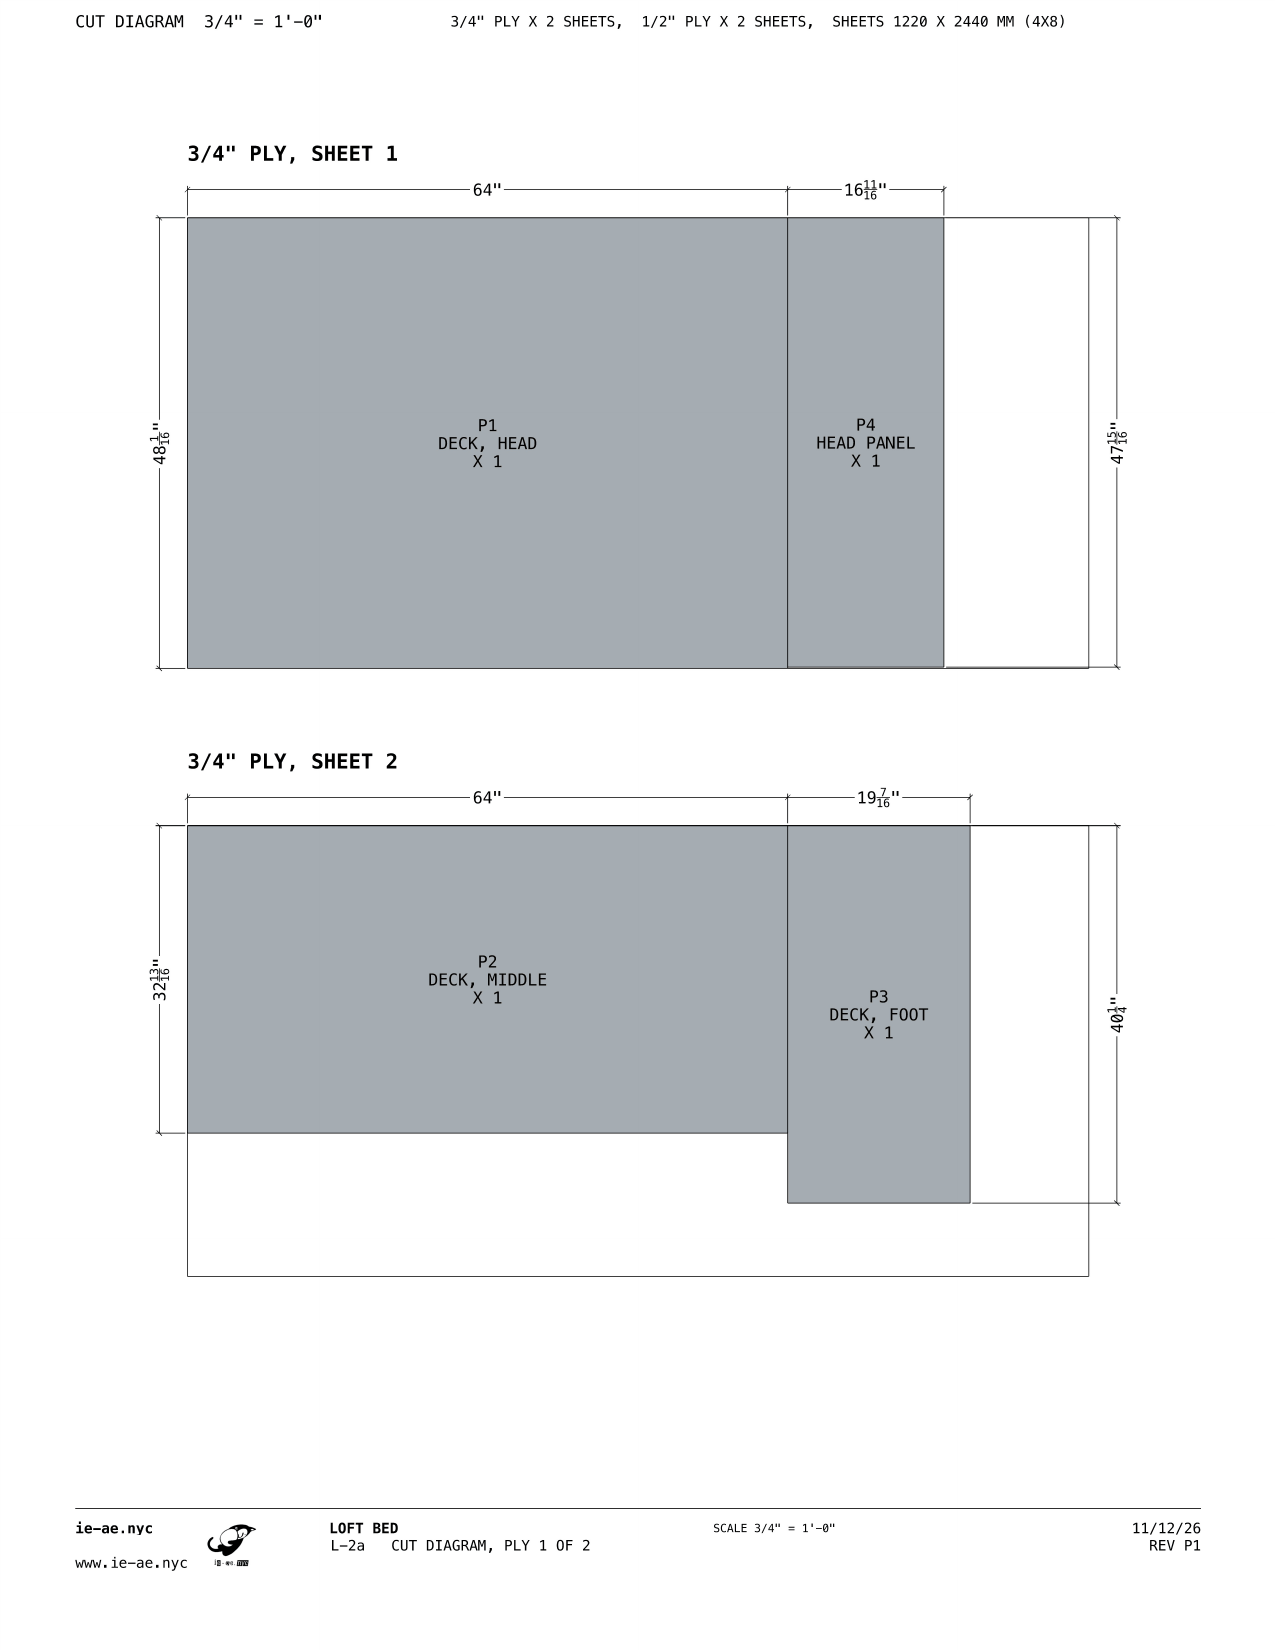 CUT DIAGRAM 3/4" = 1'-0" 3/4" PLY X 2 SHEETS, 1/2" PLY X 2 SHEETS, SHEETS 1220 X 2440 MM (4X8)
3/4" PLY, SHEET 1
64" 16 11/16"
48 1/16"
P1
DECK, HEAD
X 1
P4
HEAD PANEL
X 1
47 15/16"
3/4" PLY, SHEET 2
64" 19 7/16"
32 13/16"
P2
DECK, MIDDLE
X 1
P3
DECK, FOOT
X 1
40 1/4"
ie-ae.nyc
www.ie-ae.nyc
ie-ae.nyc
LOFT BED
L-2a CUT DIAGRAM, PLY 1 OF 2
SCALE 3/4" = 1'-0"
11/12/26
REV P1